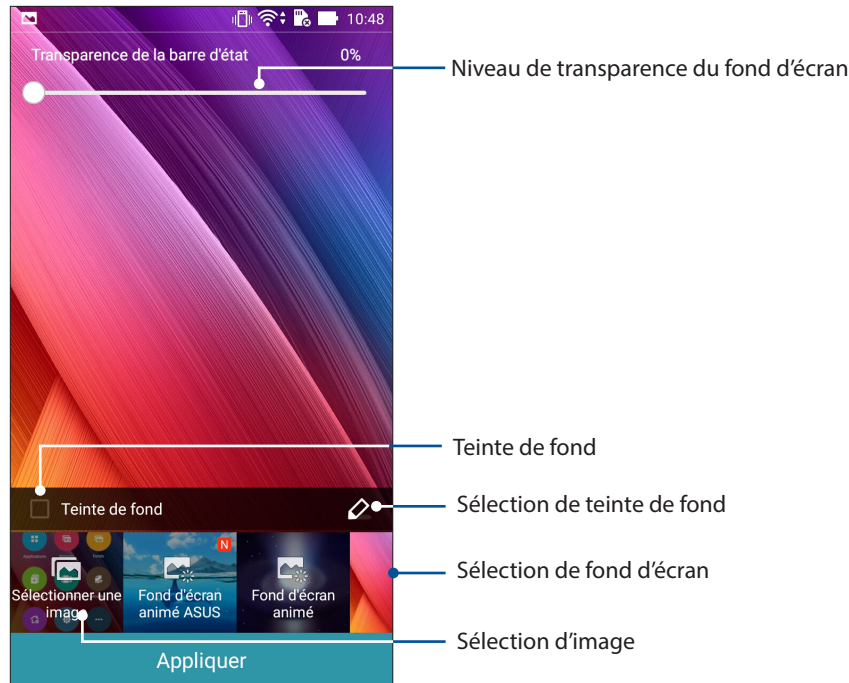 10:48
Transparence de la barre d'état 0%
Niveau de transparence du fond d’écran
Teinte de fond
Teinte de fond
Sélection de teinte de fond
N
Sélectionner une
image
Fond d'écran
animé ASUS
Fond d'écran
animé
Sélection de fond d’écran
Sélection d’image
Appliquer